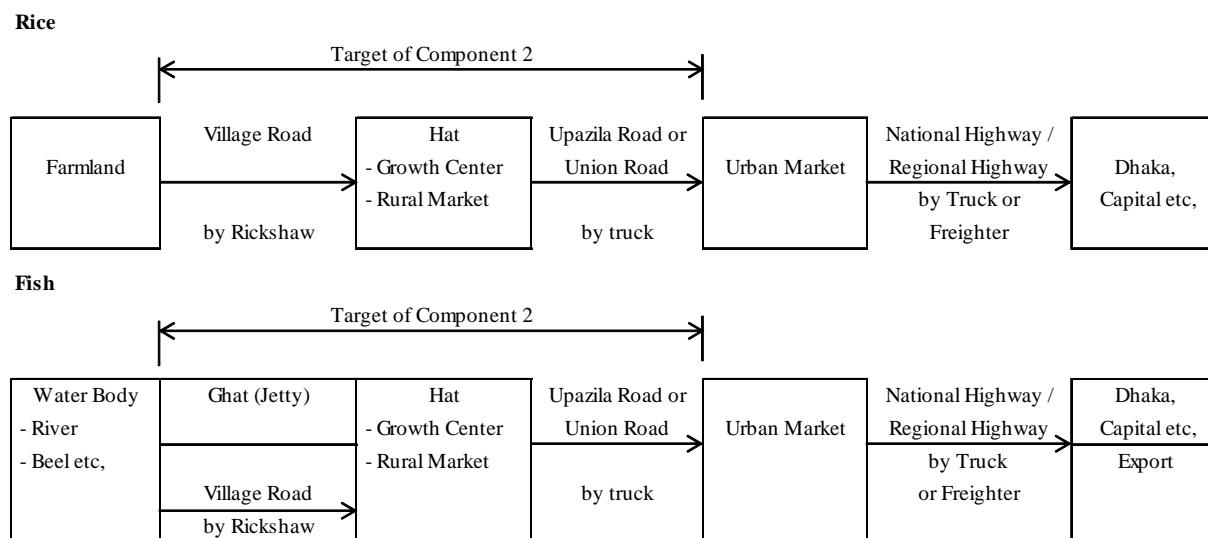 Rice
Target of Component 2
Farmland
Village Road
by Rickshaw
Hat
- Growth Center
- Rural Market
Upazila Road or
Union Road
by truck
Urban Market
National Highway /
Regional Highway
by Truck or
Freighter
Dhaka,
Capital etc,
Fish
Target of Component 2
Water Body
- River
- Beel etc,
Ghat (Jetty)
Village Road
by Rickshaw
Hat
- Growth Center
- Rural Market
Upazila Road or
Union Road
by truck
Urban Market
National Highway /
Regional Highway
by Truck
or Freighter
Dhaka,
Capital etc,
Export